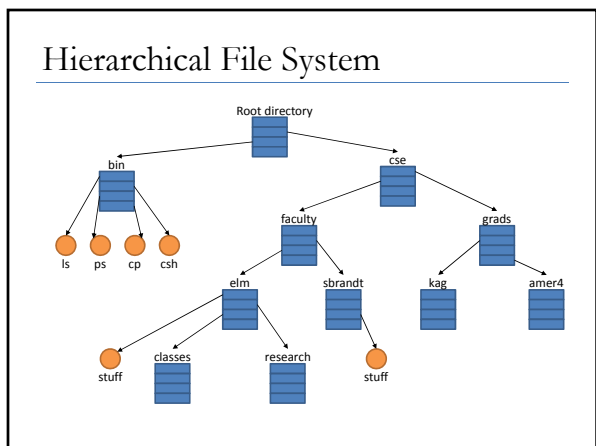 Hierarchical File System
Root directory
bin
cse
faculty
grads
ls ps cp csh
elm
sbrandt
kag
amer4
stuff
classes
research
stuff